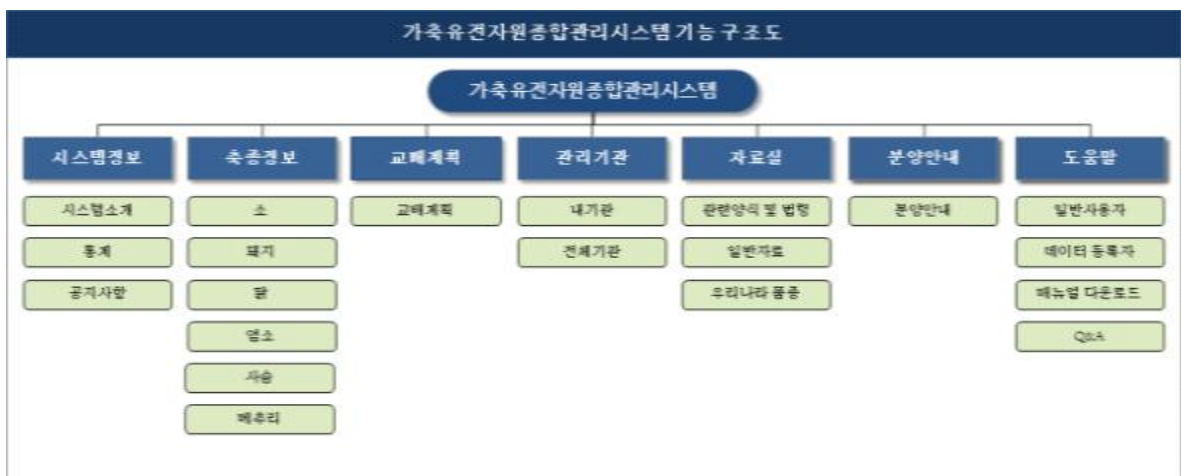 가축유전자원종합관리시스템 기능 구조도
가축유전자원종합관리시스템
시스템정보
축종정보
교배계획
관리기관
자료실
분양안내
도움말
시스템소개
소
교배계획
내기관
관련양식 및 법령
분양안내
일반사용자
통계
돼지
전체기관
일반자료
데이터 등록자
공지사항
닭
우리나라 품종
매뉴얼 다운로드
염소
Q&A
사슴
메추리